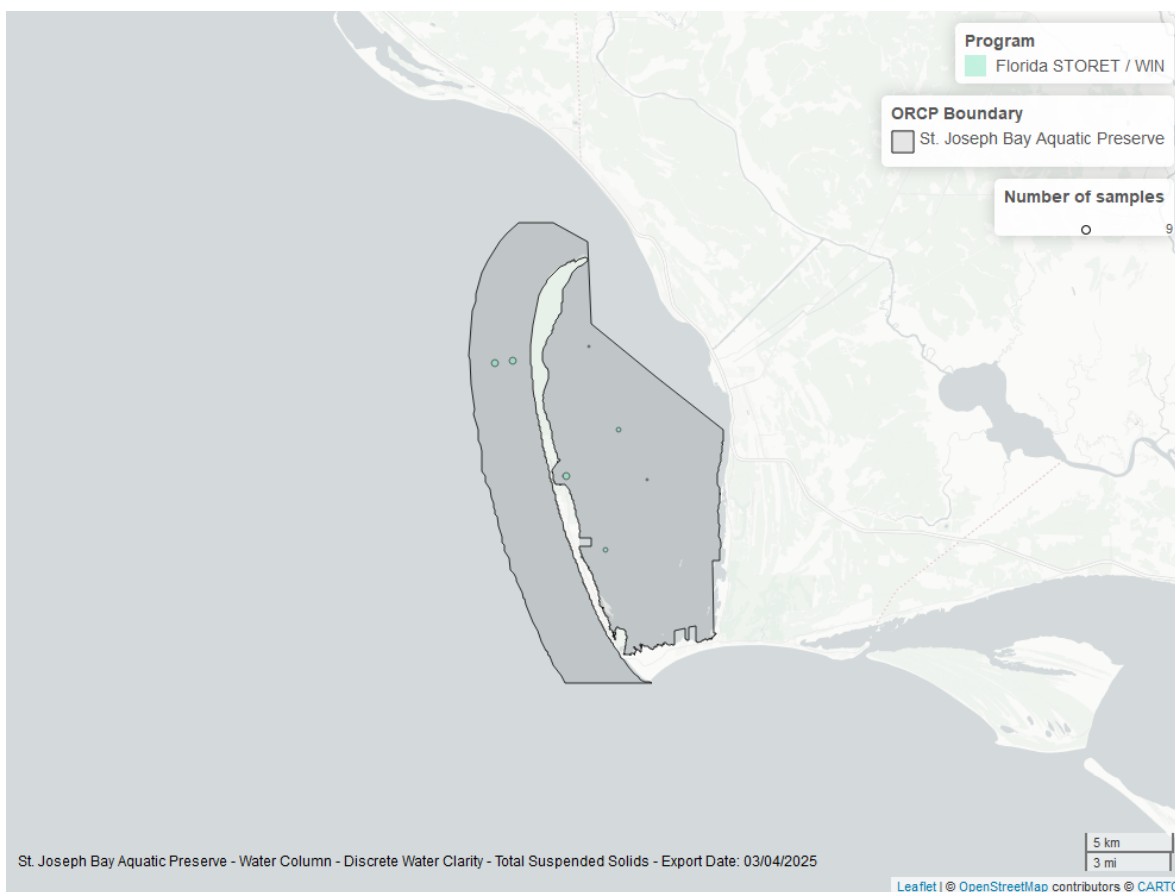 Program
Florida STORET / WIN
ORCP Boundary
St. Joseph Bay Aquatic Preserve
Number of samples
9
5 km
3 mi
St. Joseph Bay Aquatic Preserve - Water Column - Discrete Water Clarity - Total Suspended Solids - Export Date: 03/04/2025
Leaflet | © OpenStreetMap contributors © CARTO